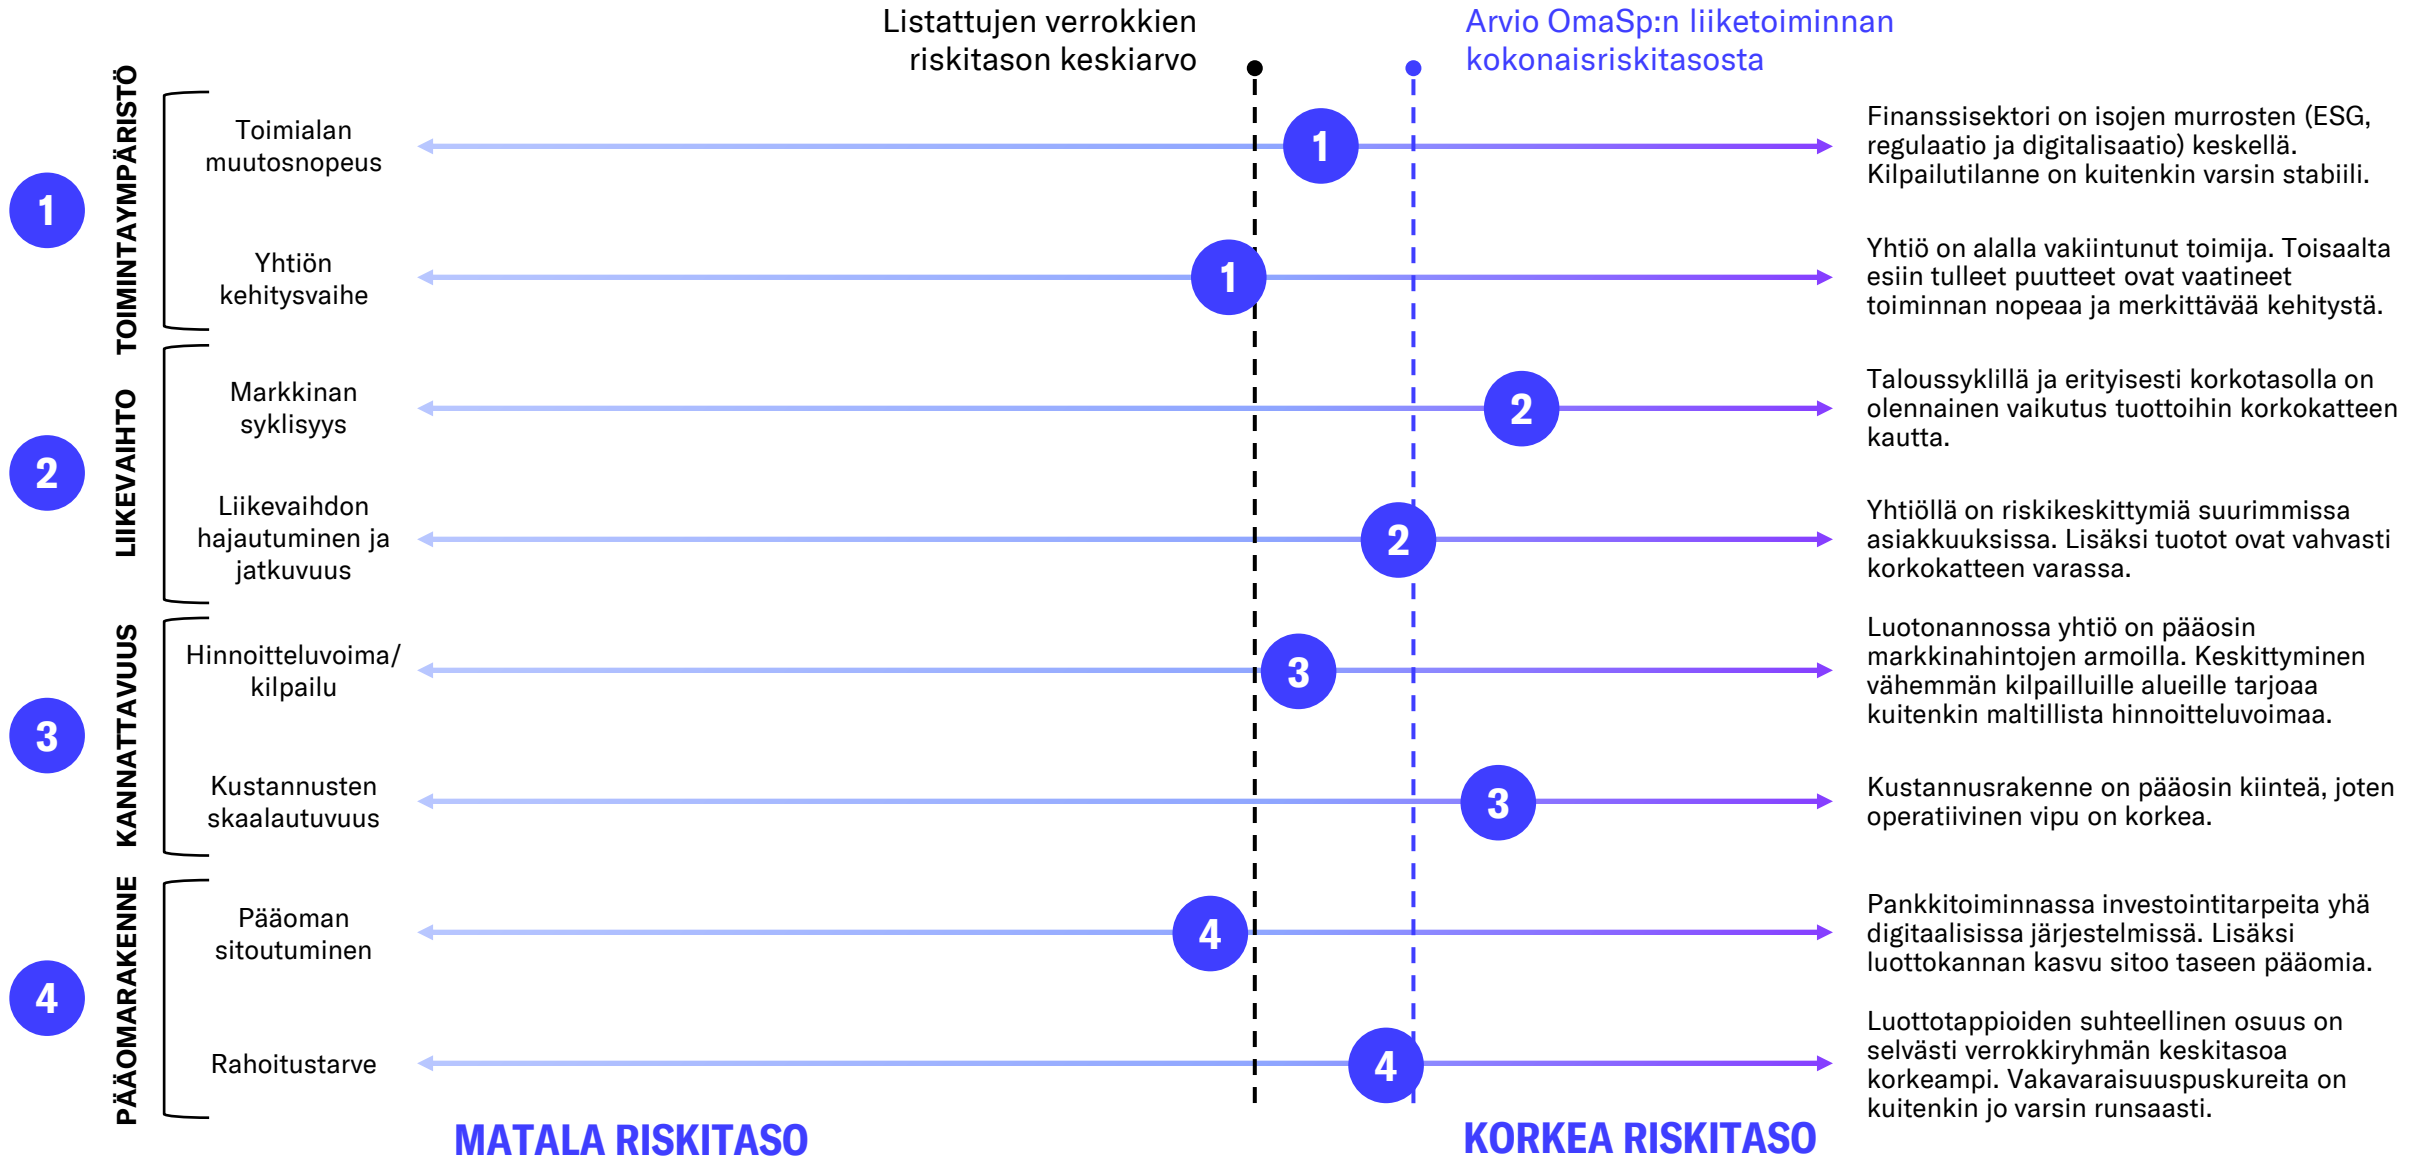 Listattujen verrokkien
riskitason keskiarvo
Arvio OmaSp:n liiketoiminnan
kokonaisriskitasosta
1
TOIMINTAYMPÄRISTÖ
Toimialan
muutosnopeus
1
Finanssisektori on isojen murrosten (ESG,
regulaatio ja digitalisaatio) keskellä.
Kilpailutilanne on kuitenkin varsin stabiili.
Yhtiön
kehitysvaihe
1
Yhtiö on alalla vakiintunut toimija. Toisaalta
esiin tulleet puutteet ovat vaatineet
toiminnan nopeaa ja merkittävää kehitystä.
2
LIIKEVAIHTO
Markkinan
syklisyys
2
Taloussyklillä ja erityisesti korkotasolla on
olennainen vaikutus tuottoihin korkokatteen
kautta.
Liikevaihdon
hajautuminen ja
jatkuvuus
2
Yhtiöllä on riskikeskittymiä suurimmissa
asiakkuuksissa. Lisäksi tuotot ovat vahvasti
korkokatteen varassa.
3
KANNATTAVUUS
Hinnoitteluvoima/
kilpailu
3
Luotonannossa yhtiö on pääosin
markkinahintojen armoilla. Keskittyminen
vähemmän kilpailluille alueille tarjoaa
kuitenkin maltillista hinnoitteluvoimaa.
Kustannusten
skaalautuvuus
3
Kustannusrakenne on pääosin kiinteä, joten
operatiivinen vipu on korkea.
4
PÄÄOMARAKENNE
Pääoman
sitoutuminen
4
Pankkitoiminnassa investointitarpeita yhä
digitaalisissa järjestelmissä. Lisäksi
luottokannan kasvu sitoo taseen pääomia.
Rahoitustarve
4
Luottotappioiden suhteellinen osuus on
selvästi verrokkiryhmän keskitasoa
korkeampi. Vakavaraisuuspuskureita on
kuitenkin jo varsin runsaasti.
MATALA RISKITASO
KORKEA RISKITASO